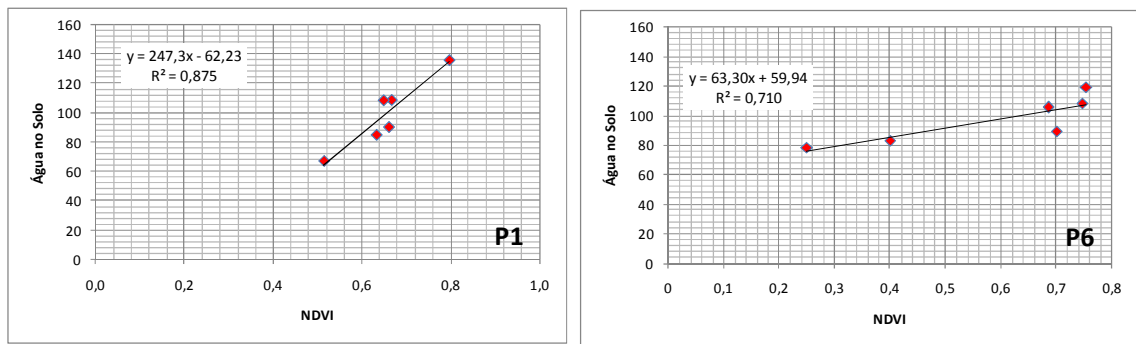 160
140
120
100
80
60
40
20
0
Água no Solo
y = 247,3x - 62,23
R² = 0,875
P1
0,0 0,2 0,4 0,6 0,8 1,0
NDVI
160
140
120
100
80
60
40
20
0
Água no Solo
y = 63,30x + 59,94
R² = 0,710
P6
0 0,1 0,2 0,3 0,4 0,5 0,6 0,7 0,8
NDVI